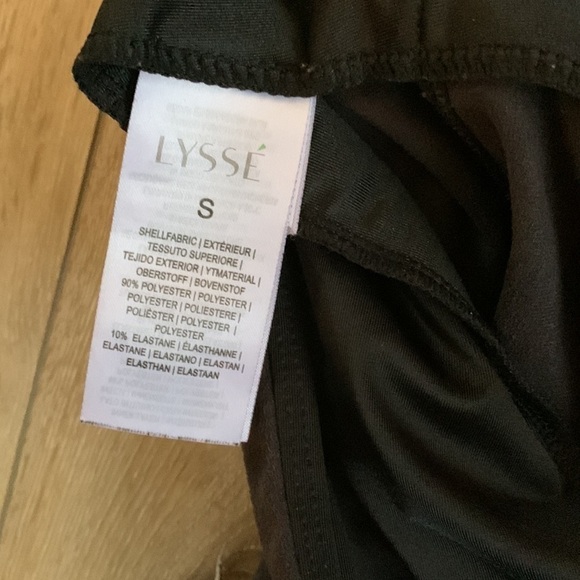 LYSSÉ
S
SHELLFABRIC | EXTÉRIEUR |
TESSUTO SUPERIORE |
TEJIDO EXTERIOR | YTMATERIAL |
OBERSTOFF | BOVENSTOF
90% POLYESTER | POLYESTER |
POLYESTER | POLIESTERE |
POLIÉSTER | POLYESTER |
POLYESTER
10% ELASTANE | ÉLASTHANNE |
ELASTANE | ELASTANO | ELASTAN |
ELASTHAN | ELASTAAN